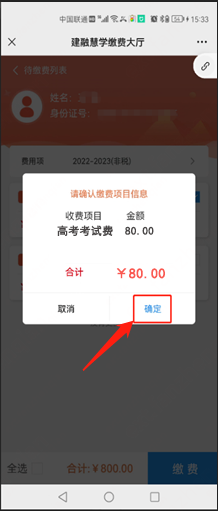 中国联通 54 15:33
× 建融慧学缴费大厅 ...
< 待缴费列表
姓名:
身份证号:
费用项 2022-2023(非税) >
请确认缴费项目信息
收费项目 金额
高考考试费 80.00
合计 ￥80.00
取消 确定
全选 合计:￥800.00 缴 费